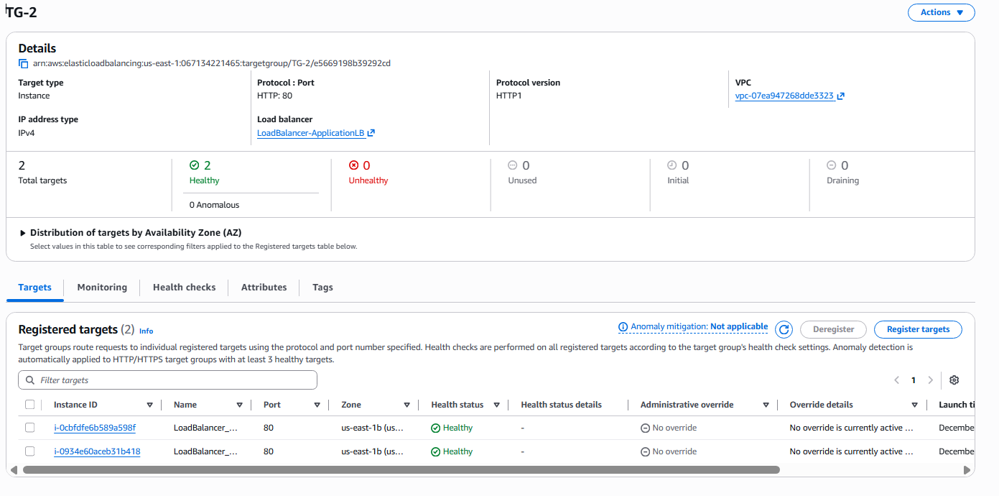 TG-2
Actions
Details
arn:aws:elasticloadbalancing:us-east-1:067134221465:targetgroup/TG-2/e5669198b39292cd
Target type
Instance
Protocol : Port
HTTP: 80
Protocol version
HTTP1
VPC
vpc-07ea947268dde3323
IP address type
IPv4
Load balancer
LoadBalancer-ApplicationLB
2
Total targets
2
Healthy
0 Anomalous
0
Unhealthy
0
Unused
0
Initial
0
Draining
Distribution of targets by Availability Zone (AZ)
Select values in this table to see corresponding filters applied to the Registered targets table below.
Targets
Monitoring
Health checks
Attributes
Tags
Registered targets (2) Info
Anomaly mitigation: Not applicable
Deregister
Register targets
Target groups route requests to individual registered targets using the protocol and port number specified. Health checks are performed on all registered targets according to the target group's health check settings. Anomaly detection is
automatically applied to HTTP/HTTPS target groups with at least 3 healthy targets.
Filter targets
1
Instance ID Name Port Zone Health status Health status details Administrative override Override details Launch ti
i-0cbfdfe6b589a598f LoadBalancer_... 80 us-east-1b (us... Healthy - No override No override is currently active ... Decembe
i-0934e60aceb31b418 LoadBalancer_... 80 us-east-1b (us... Healthy - No override No override is currently active ... Decembe